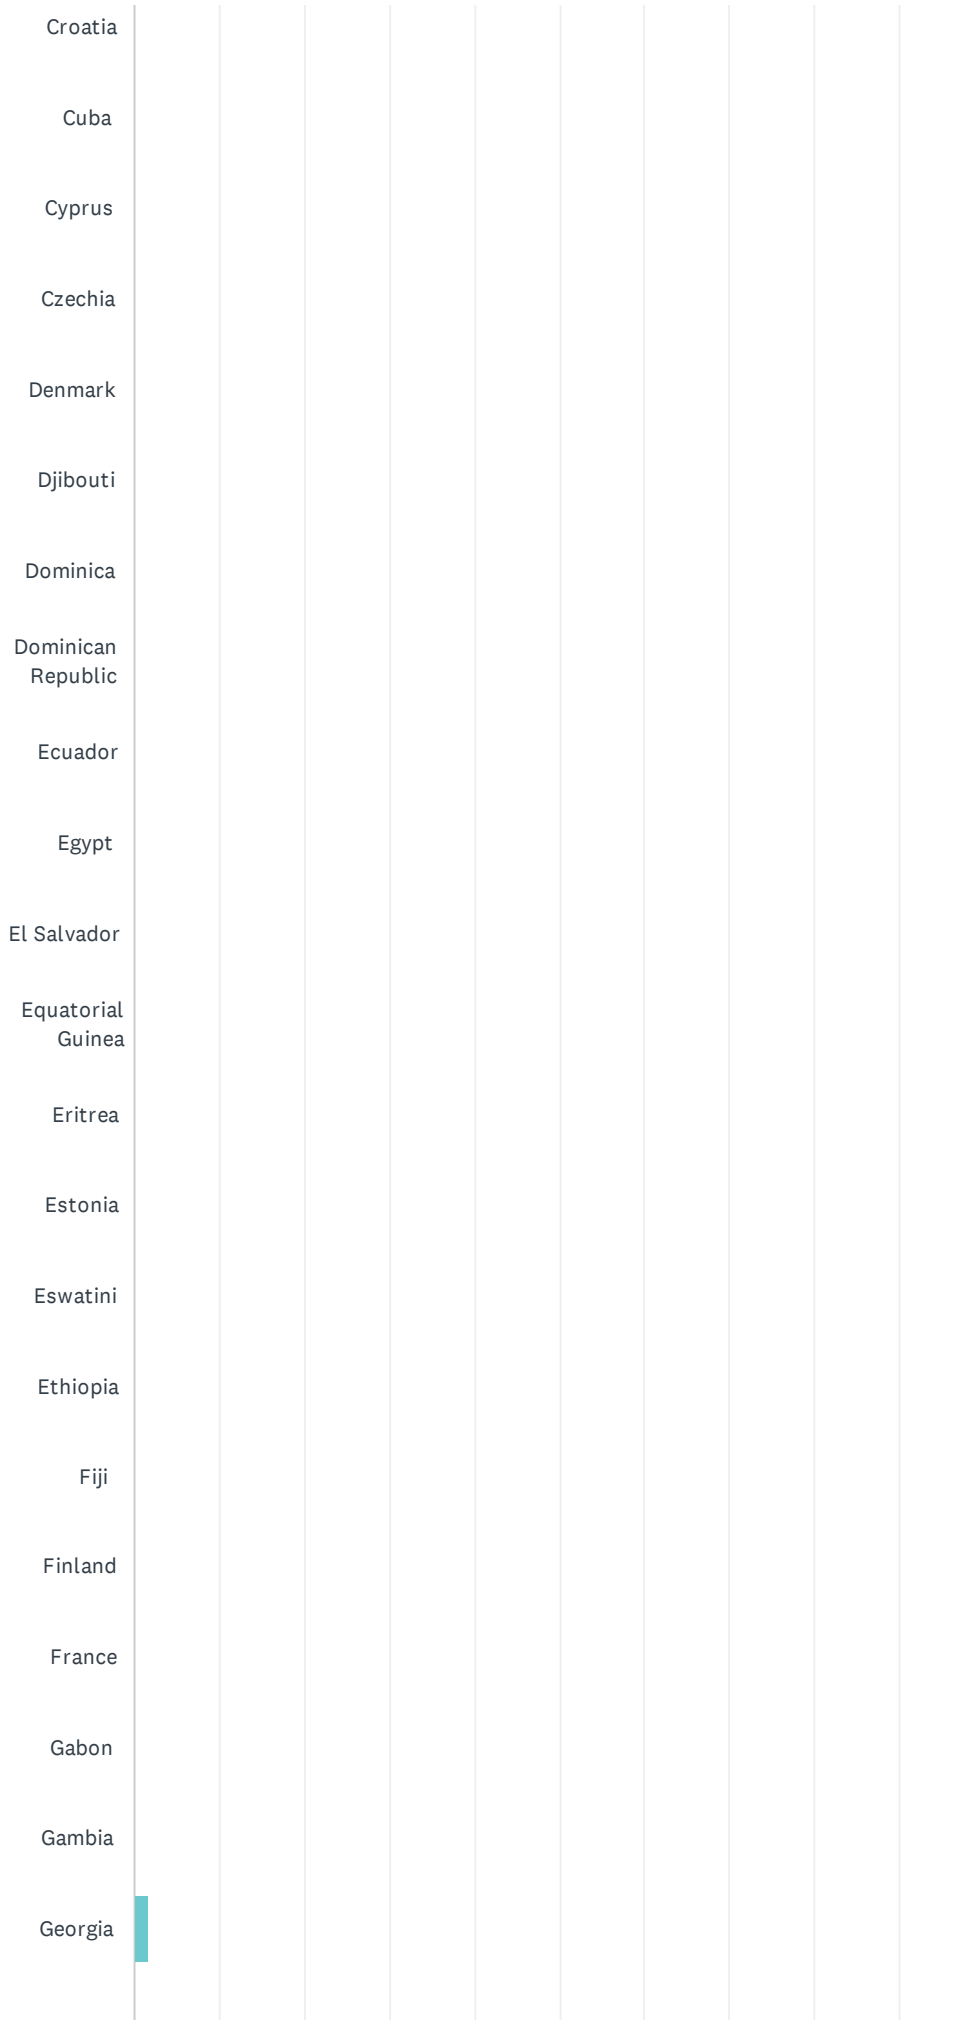 Croatia
Cuba
Cyprus
Czechia
Denmark
Djibouti
Dominica
Dominican
Republic
Ecuador
Egypt
El Salvador
Equatorial
Guinea
Eritrea
Estonia
Eswatini
Ethiopia
Fiji
Finland
France
Gabon
Gambia
Georgia